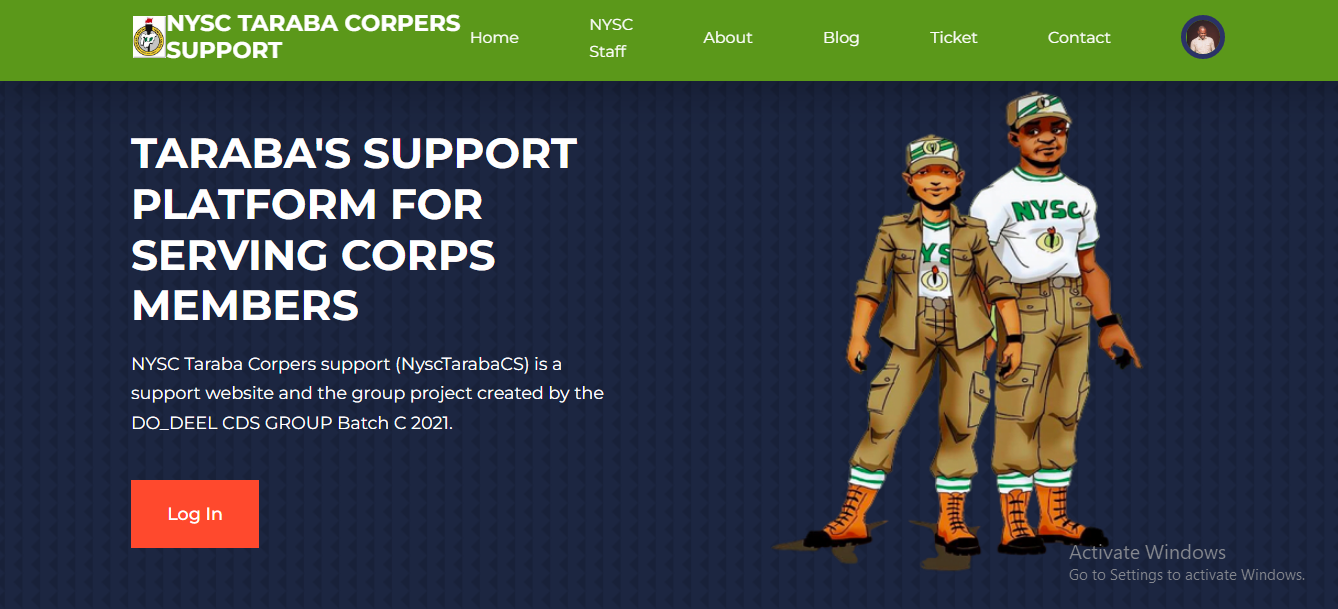 NYSC TARABA CORPERS
SUPPORT
Home
NYSC
Staff
About
Blog
Ticket
Contact
TARABA'S SUPPORT
PLATFORM FOR
SERVING CORPS
MEMBERS
NYSC Taraba Corpers support (NyscTarabaCS) is a
support website and the group project created by the
DO_DEEL CDS GROUP Batch C 2021.
Log In
NYSC
YS
Activate Windows
Go to Settings to activate Windows.